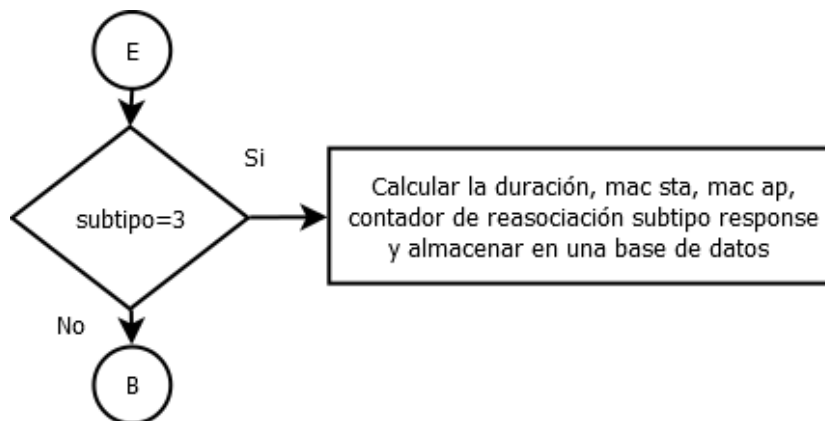 E
Si
subtipo=3
Calcular la duración, mac sta, mac ap,
contador de reasociación subtipo response
y almacenar en una base de datos
No
B